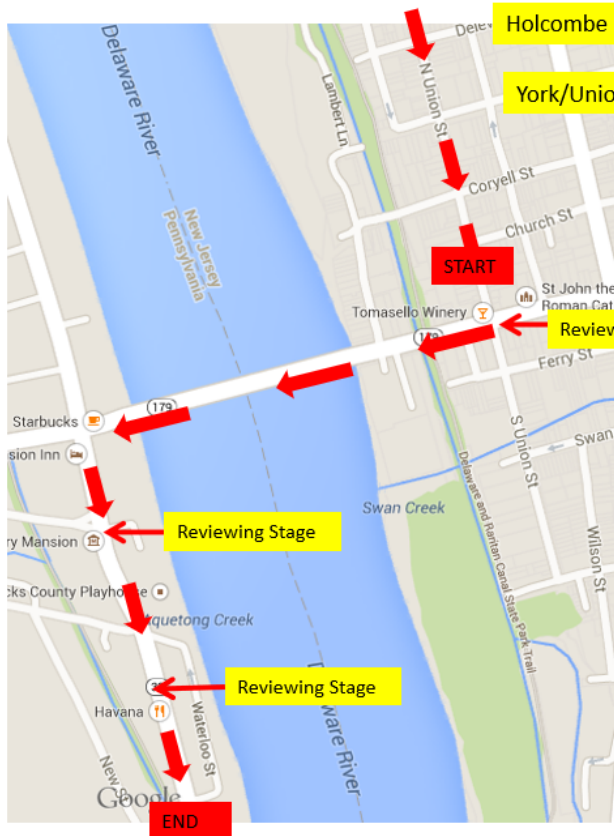 Holcombe
Delaware River
N Union St
Lambert Ln
York/Unio
Coryell St
Church St
New Jersey
Pennsylvania
START
St John the
Roman Cat
Tomasello Winery
Review
Ferry St
179
Starbucks
sion Inn
S Union St
Swan
Swan Creek
Delaware and Raritan Canal State Park Trail
Wilson St
Reviewing Stage
ry Mansion
cks County Playhouse
Aquetong Creek
Reviewing Stage
Havana
Waterloo St
Delaware River
New
Google
END